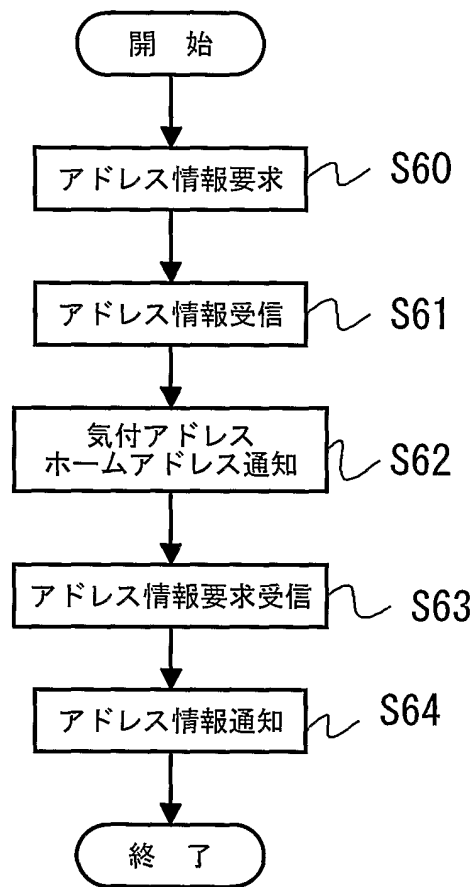 開 始
アドレス情報要求
S60
アドレス情報受信
S61
気付アドレス
ホームアドレス通知
S62
アドレス情報要求受信
S63
アドレス情報通知
S64
終 了